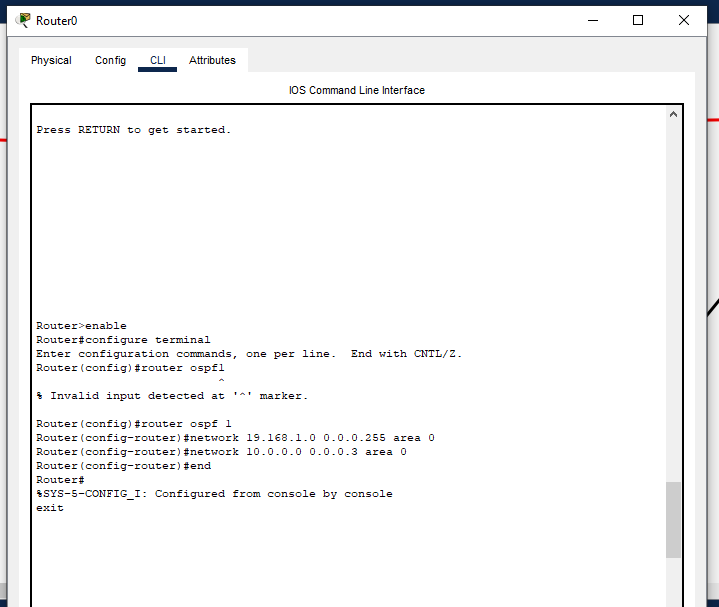 Router0
Physical Config CLI Attributes
IOS Command Line Interface
Press RETURN to get started.
Router>enable
Router#configure terminal
Enter configuration commands, one per line.  End with CNTL/Z.
Router(config)#router ospf1
^
% Invalid input detected at '^' marker.
Router(config)#router ospf 1
Router(config-router)#network 19.168.1.0 0.0.0.255 area 0
Router(config-router)#network 10.0.0.0 0.0.0.3 area 0
Router(config-router)#end
Router#
%SYS-5-CONFIG_I: Configured from console by console
exit